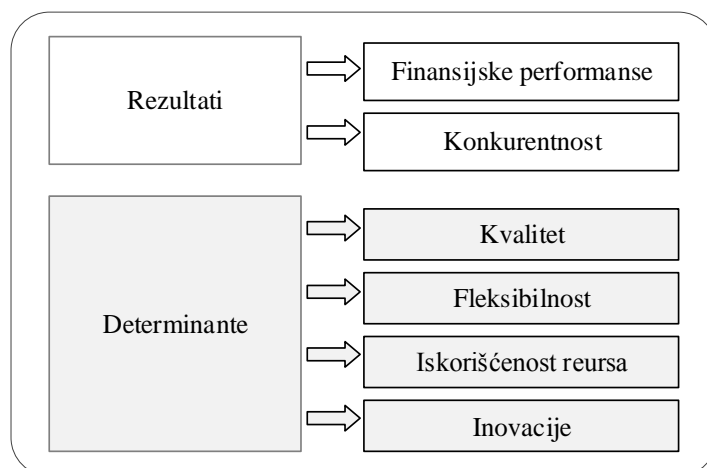 Rezultati
Finansijske performanse
Konkurentnost
Determinante
Kvalitet
Fleksibilnost
Iskorišćenost reursa
Inovacije